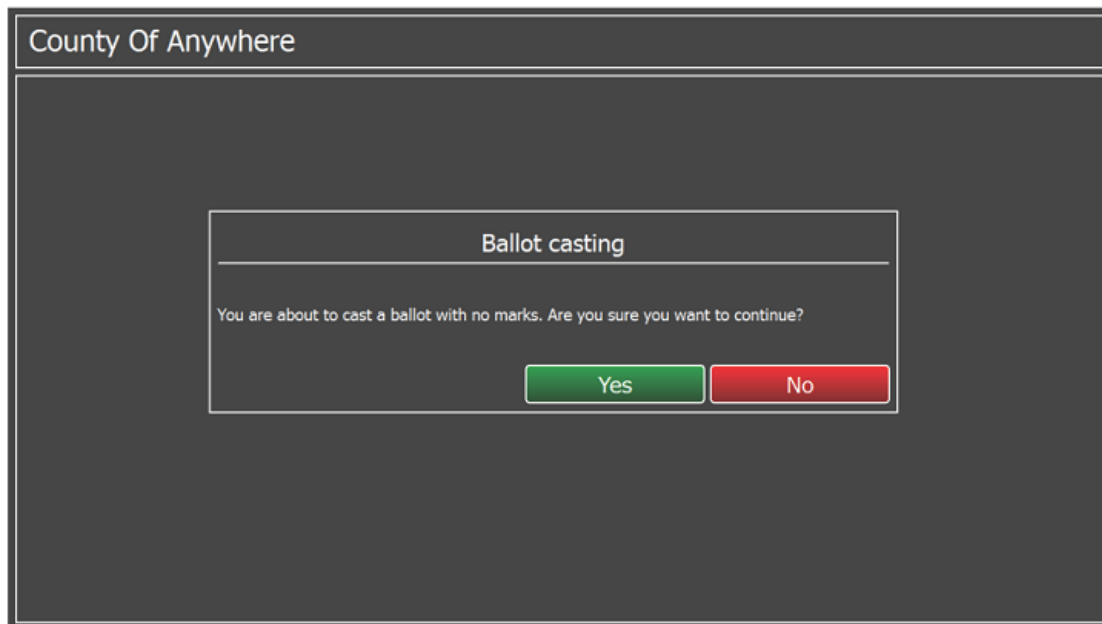 County Of Anywhere
Ballot casting
You are about to cast a ballot with no marks. Are you sure you want to continue?
Yes No